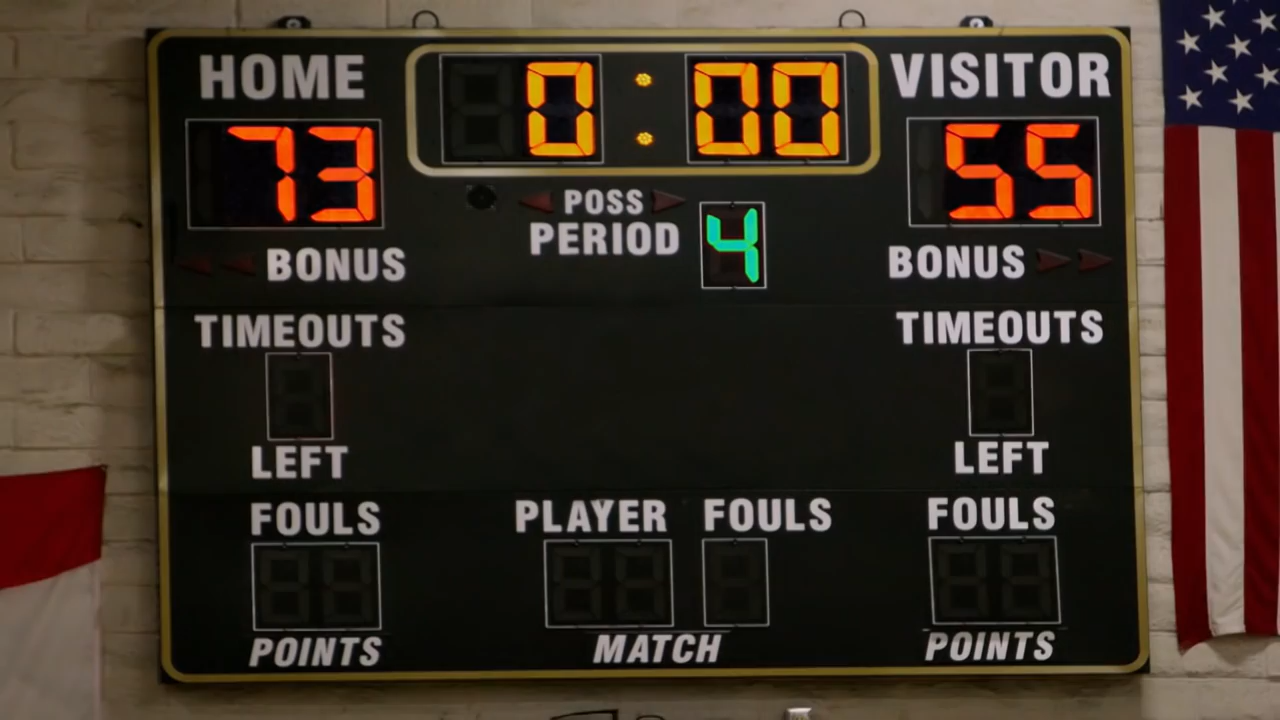 HOME 0:00 VISITOR
73 55
POSS
PERIOD 4
BONUS BONUS
TIMEOUTS TIMEOUTS
LEFT LEFT
FOULS PLAYER FOULS FOULS
POINTS MATCH POINTS